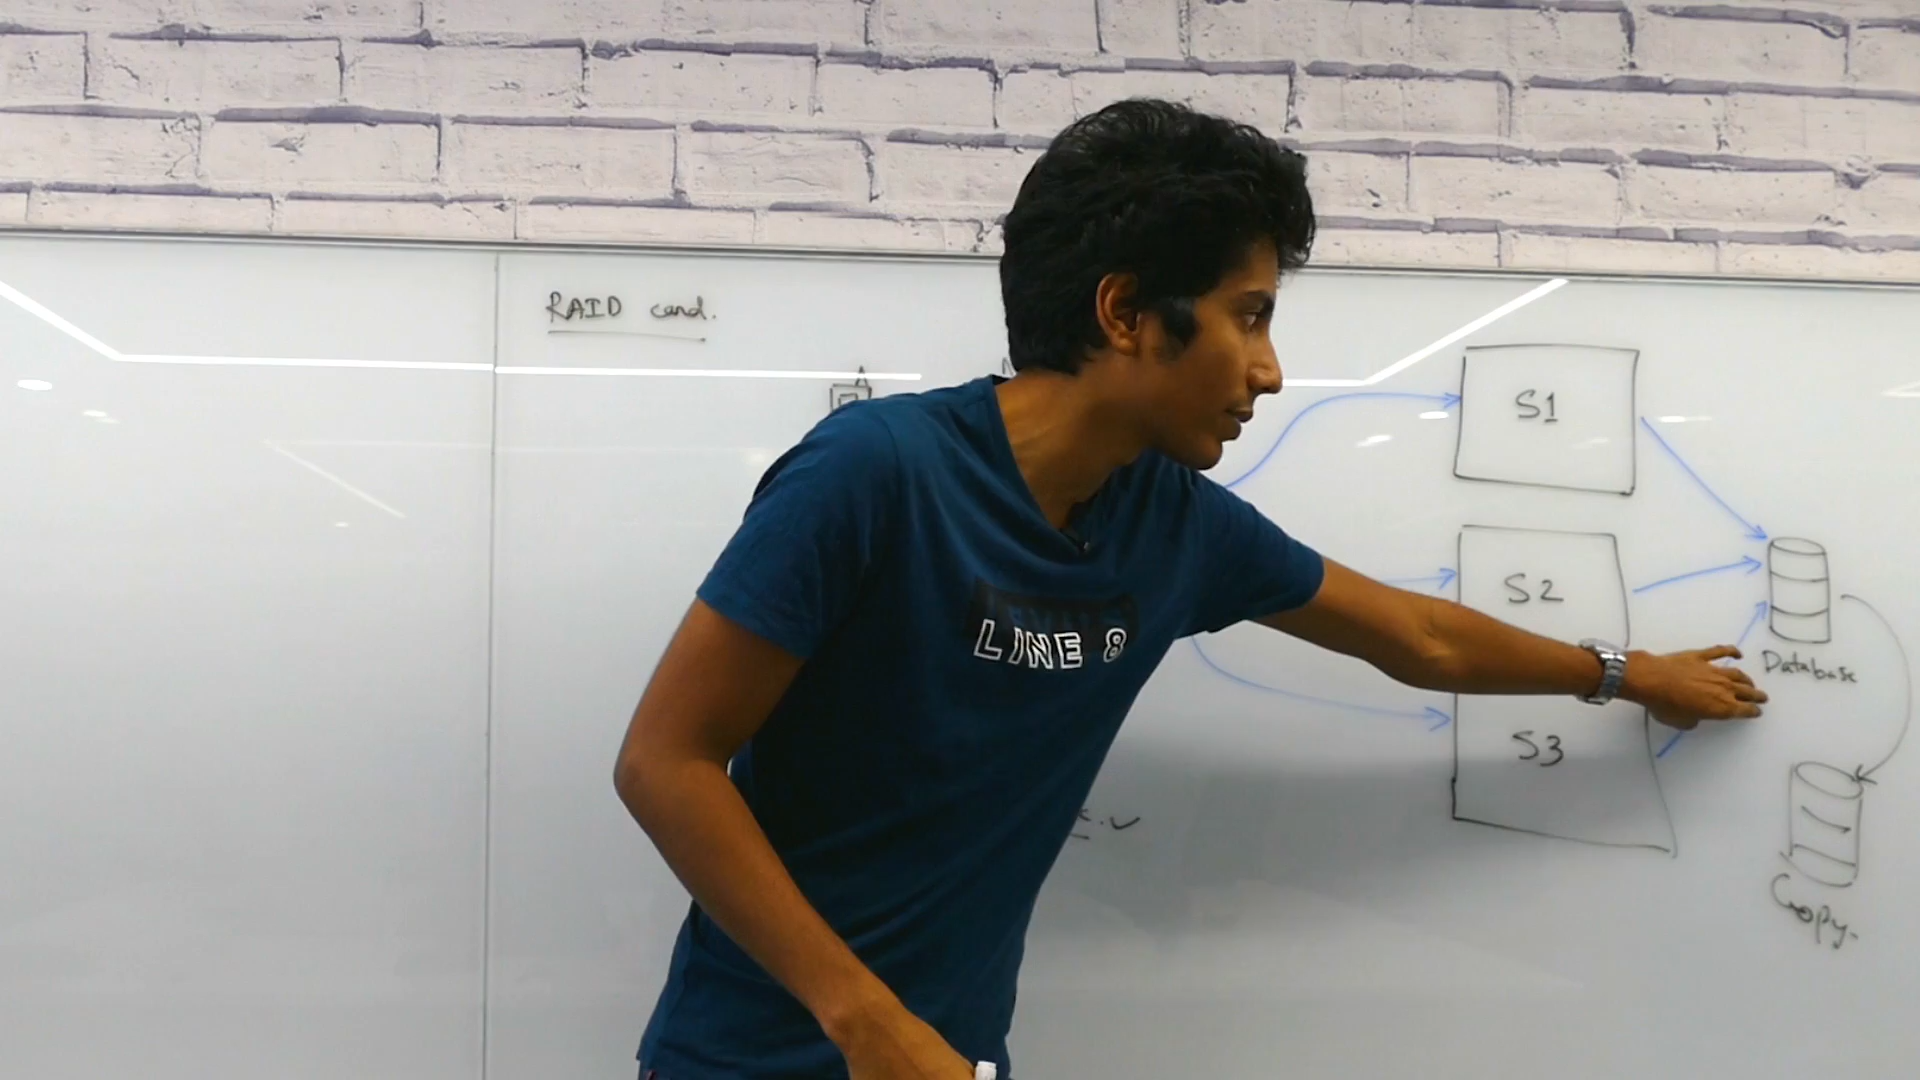 RAID card.
S1
S2
Database
LINE 8
S3
Copy.